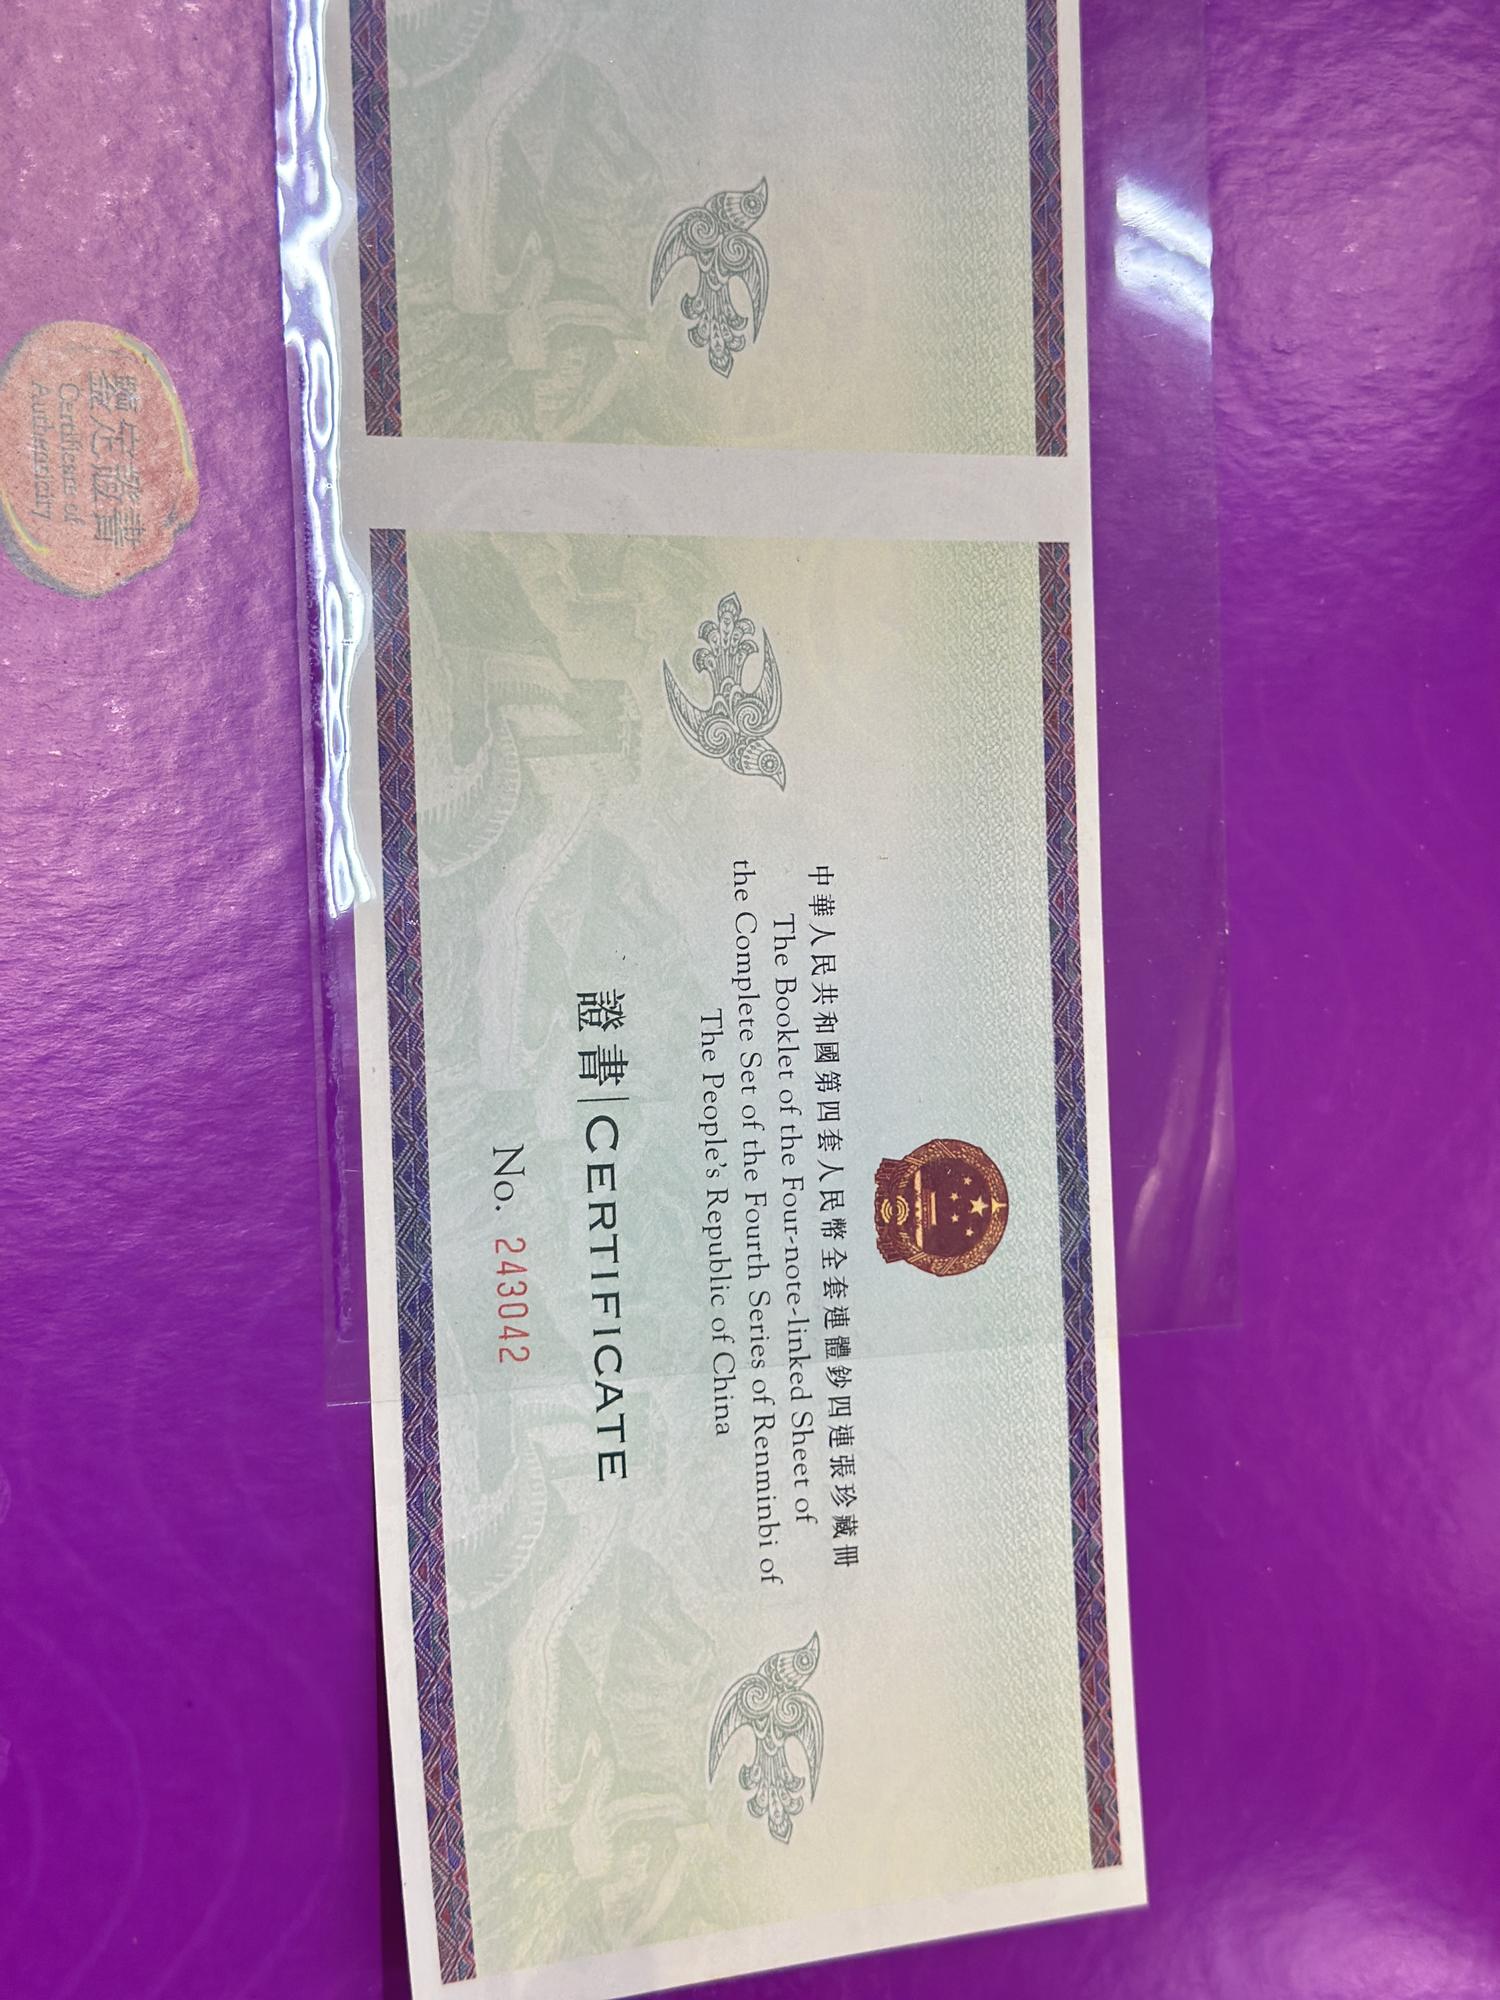 中華人民共和國第四套人民幣全套連體鈔四連張珍藏冊
The Booklet of the Four-note-linked Sheet of
the Complete Set of the Fourth Series of Renminbi of
The People's Republic of China
證書|CERTIFICATE
No. 243042
鑒定證書
Certificate of
Authenticity